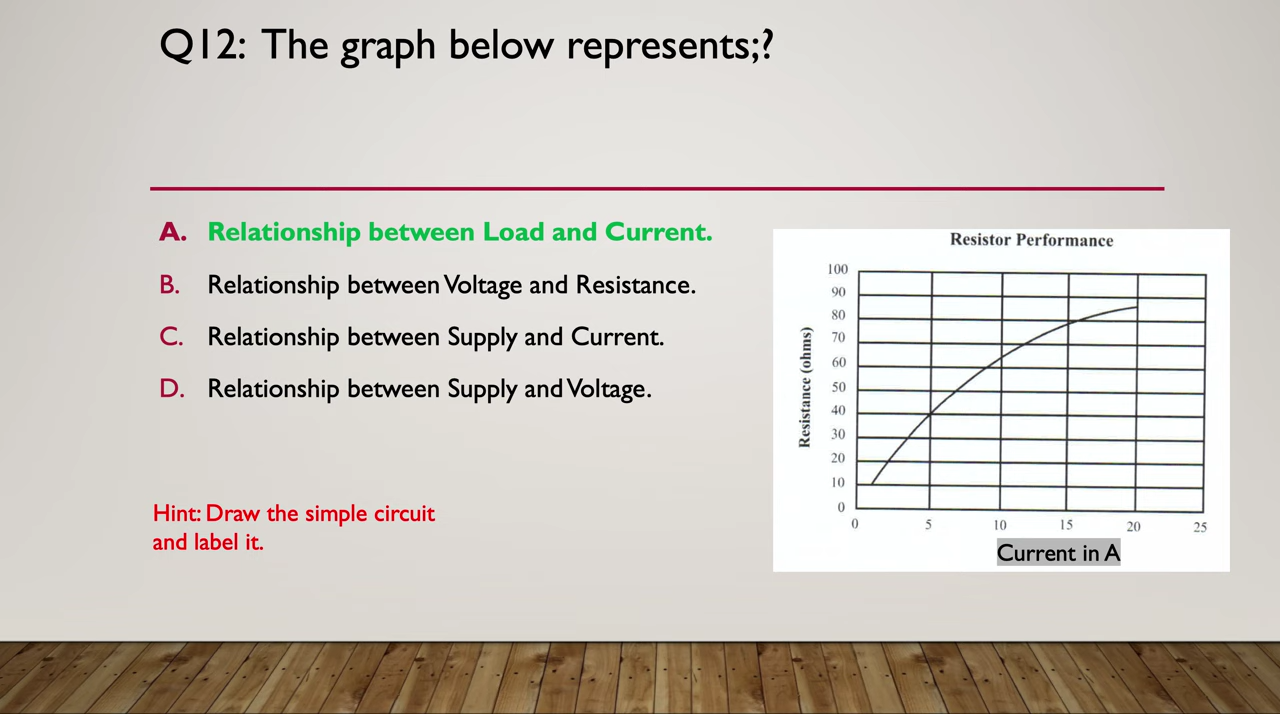 Q12: The graph below represents;?
A. Relationship between Load and Current.
B. Relationship between Voltage and Resistance.
C. Relationship between Supply and Current.
D. Relationship between Supply and Voltage.
Hint: Draw the simple circuit
and label it.
Resistor Performance
Resistance (ohms)
100
90
80
70
60
50
40
30
20
10
0
0 5 10 15 20 25
Current in A